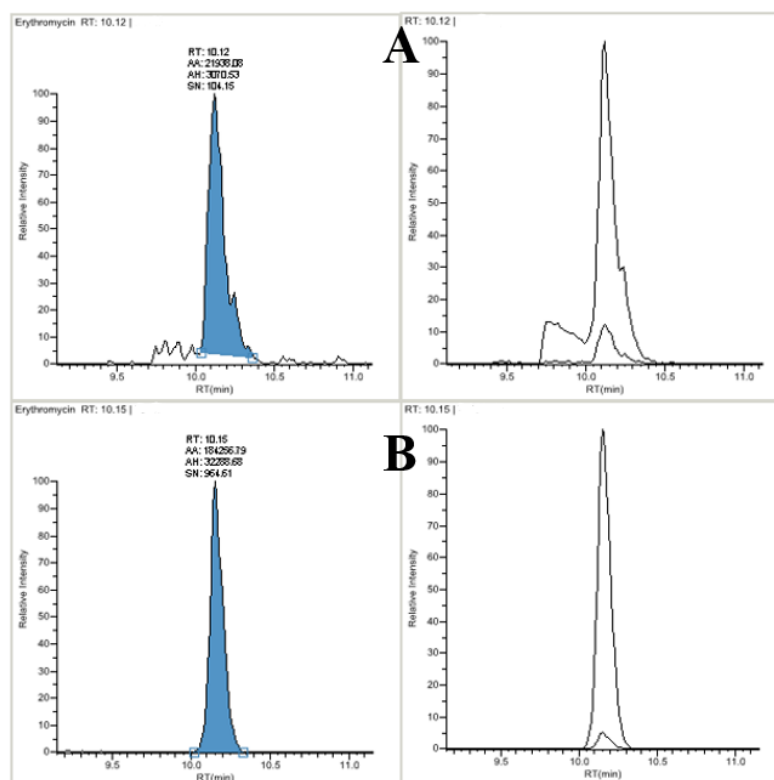 Erythromycin RT: 10.12 |
RT: 10.12
AA: 21938.08
AH: 3070.53
SN: 104.15
100
90
80
70
60
50
40
30
20
10
0
Relative Intensity
9.5 10.0 10.5 11.0
RT(min)
A
RT: 10.12 |
100
90
80
70
60
50
40
30
20
10
0
Relative Intensity
9.5 10.0 10.5 11.0
RT(min)
Erythromycin RT: 10.15 |
RT: 10.15
AA: 184256.79
AH: 32288.68
SN: 964.61
100
90
80
70
60
50
40
30
20
10
0
Relative Intensity
9.5 10.0 10.5 11.0
RT(min)
B
RT: 10.15 |
100
90
80
70
60
50
40
30
20
10
0
Relative Intensity
9.5 10.0 10.5 11.0
RT(min)